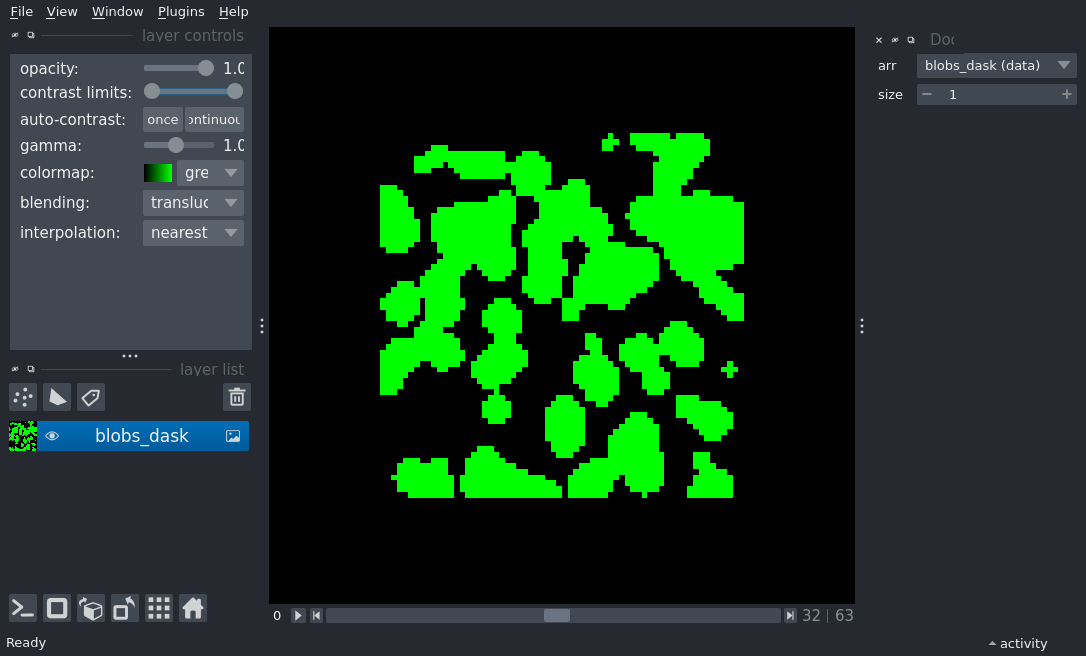 File View Window Plugins Help
layer controls
opacity: 1.0
contrast limits:
auto-contrast: once ontinuou
gamma: 1.0
colormap: gre
blending: transluc
interpolation: nearest
layer list
blobs_dask
0 32 | 63
Ready
activity
Doc
arr blobs_dask (data)
size 1